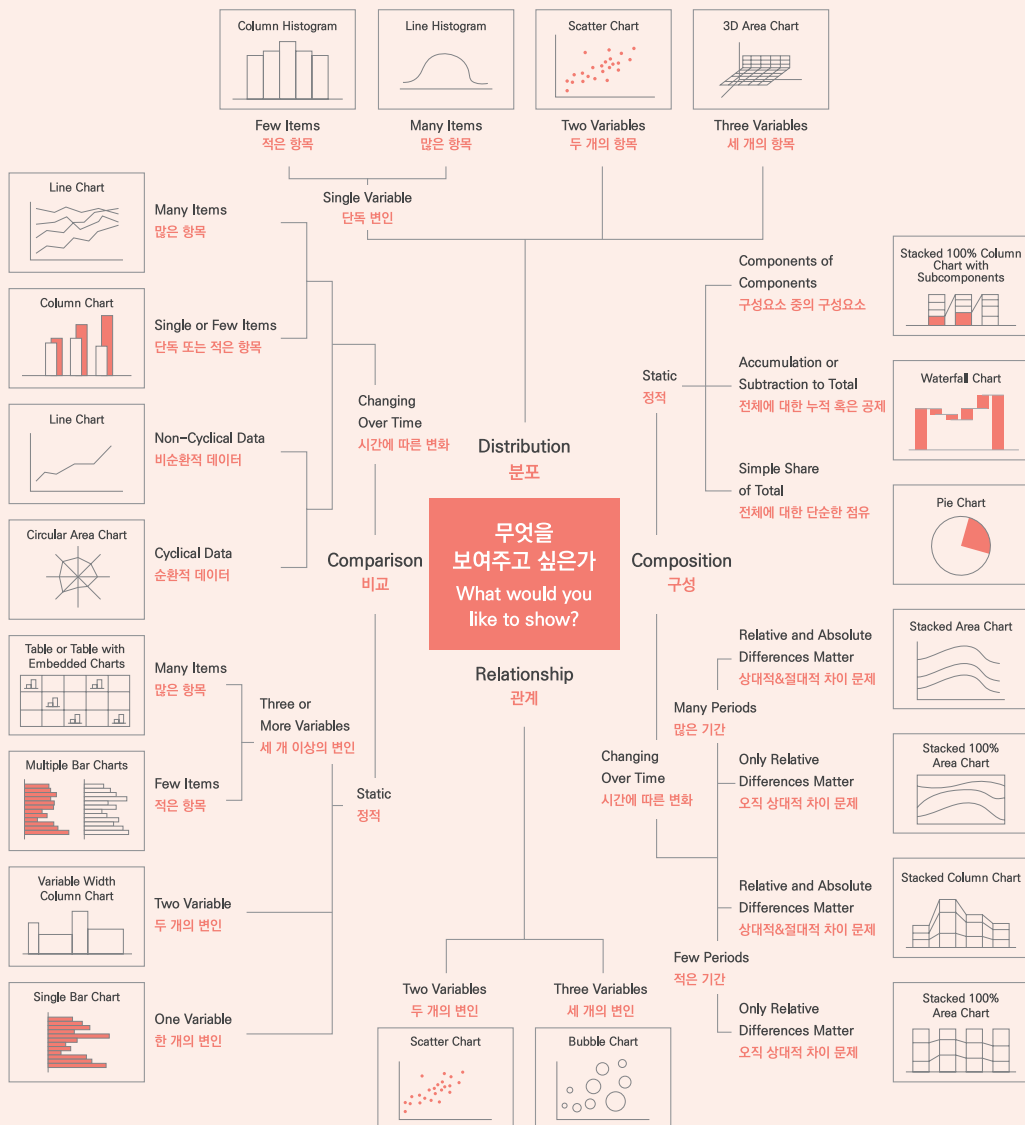 Column Histogram
Line Histogram
Scatter Chart
3D Area Chart
Few Items
적은 항목
Many Items
많은 항목
Two Variables
두 개의 항목
Three Variables
세 개의 항목
Single Variable
단독 변인
Line Chart
Many Items
많은 항목
Column Chart
Single or Few Items
단독 또는 적은 항목
Line Chart
Non-Cyclical Data
비순환적 데이터
Circular Area Chart
Cyclical Data
순환적 데이터
Changing
Over Time
시간에 따른 변화
Distribution
분포
Comparison
비교
무엇을
보여주고 싶은가
What would you
like to show?
Composition
구성
Relationship
관계
Static
정적
Components of
Components
구성요소 중의 구성요소
Stacked 100% Column
Chart with
Subcomponents
Accumulation or
Subtraction to Total
전체에 대한 누적 혹은 공제
Waterfall Chart
Simple Share
of Total
전체에 대한 단순한 점유
Pie Chart
Table or Table with
Embedded Charts
Many Items
많은 항목
Three or
More Variables
세 개 이상의 변인
Multiple Bar Charts
Few Items
적은 항목
Static
정적
Variable Width
Column Chart
Two Variable
두 개의 변인
Single Bar Chart
One Variable
한 개의 변인
Changing
Over Time
시간에 따른 변화
Many Periods
많은 기간
Relative and Absolute
Differences Matter
상대적&절대적 차이 문제
Stacked Area Chart
Only Relative
Differences Matter
오직 상대적 차이 문제
Stacked 100%
Area Chart
Few Periods
적은 기간
Relative and Absolute
Differences Matter
상대적&절대적 차이 문제
Stacked Column Chart
Only Relative
Differences Matter
오직 상대적 차이 문제
Stacked 100%
Area Chart
Two Variables
두 개의 변인
Scatter Chart
Three Variables
세 개의 변인
Bubble Chart